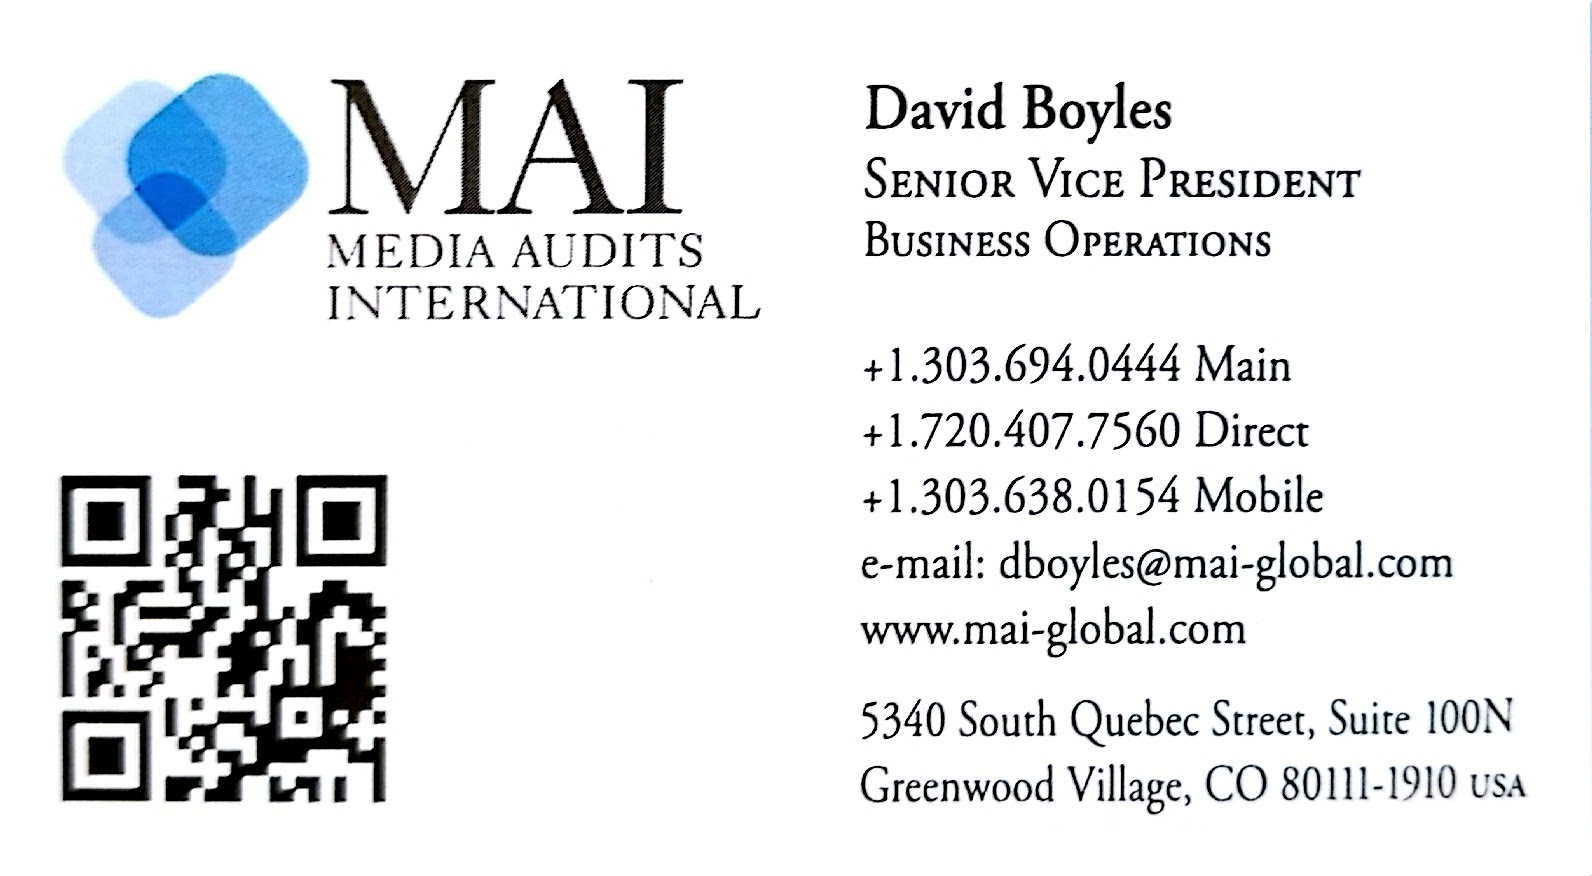 MAI
MEDIA AUDITS
INTERNATIONAL
David Boyles
Senior Vice President
Business Operations
+1.303.694.0444 Main
+1.720.407.7560 Direct
+1.303.638.0154 Mobile
e-mail: dboyles@mai-global.com
www.mai-global.com
5340 South Quebec Street, Suite 100N
Greenwood Village, CO 80111-1910 USA